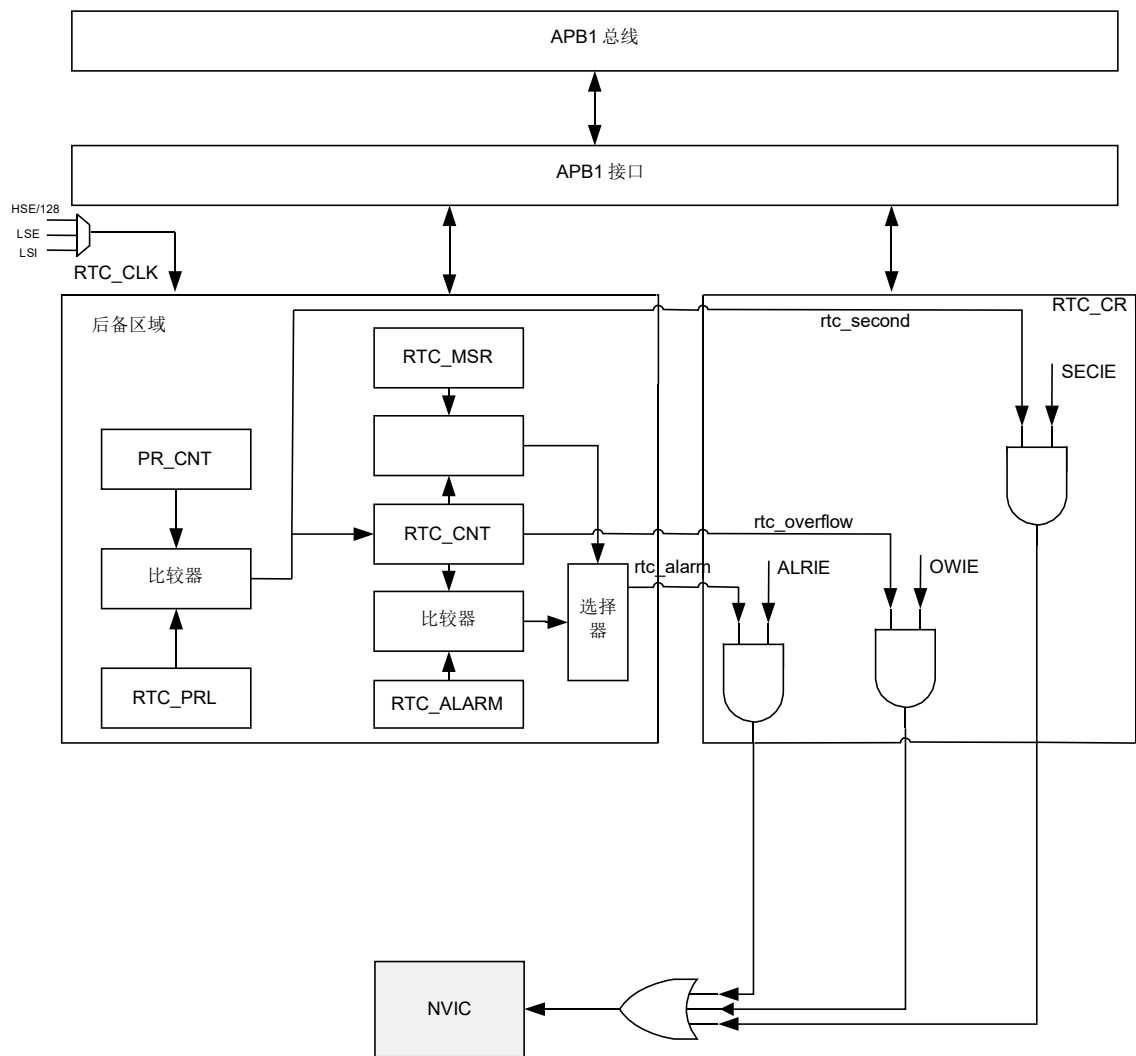 APB1 总线
APB1 接口
HSE/128
LSE
LSI
RTC_CLK
RTC_CR
后备区域
rtc_second
RTC_MSR
SECIE
PR_CNT
RTC_CNT
rtc_overflow
rtc_alarm
ALRIE
OWIE
比较器
比较器
选择
器
RTC_PRL
RTC_ALARM
NVIC